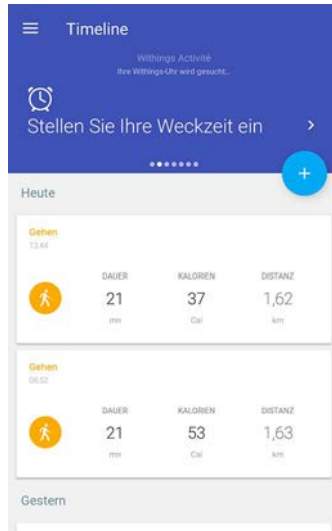 Timeline
Withings Activité
Ihre Withings-Uhr wird gesucht...
Stellen Sie Ihre Weckzeit ein
Heute
Gehen
13:44
DAUER KALORIEN DISTANZ
21 37 1,62
mn Cal km
Gehen
08:52
DAUER KALORIEN DISTANZ
21 53 1,63
mn Cal km
Gestern